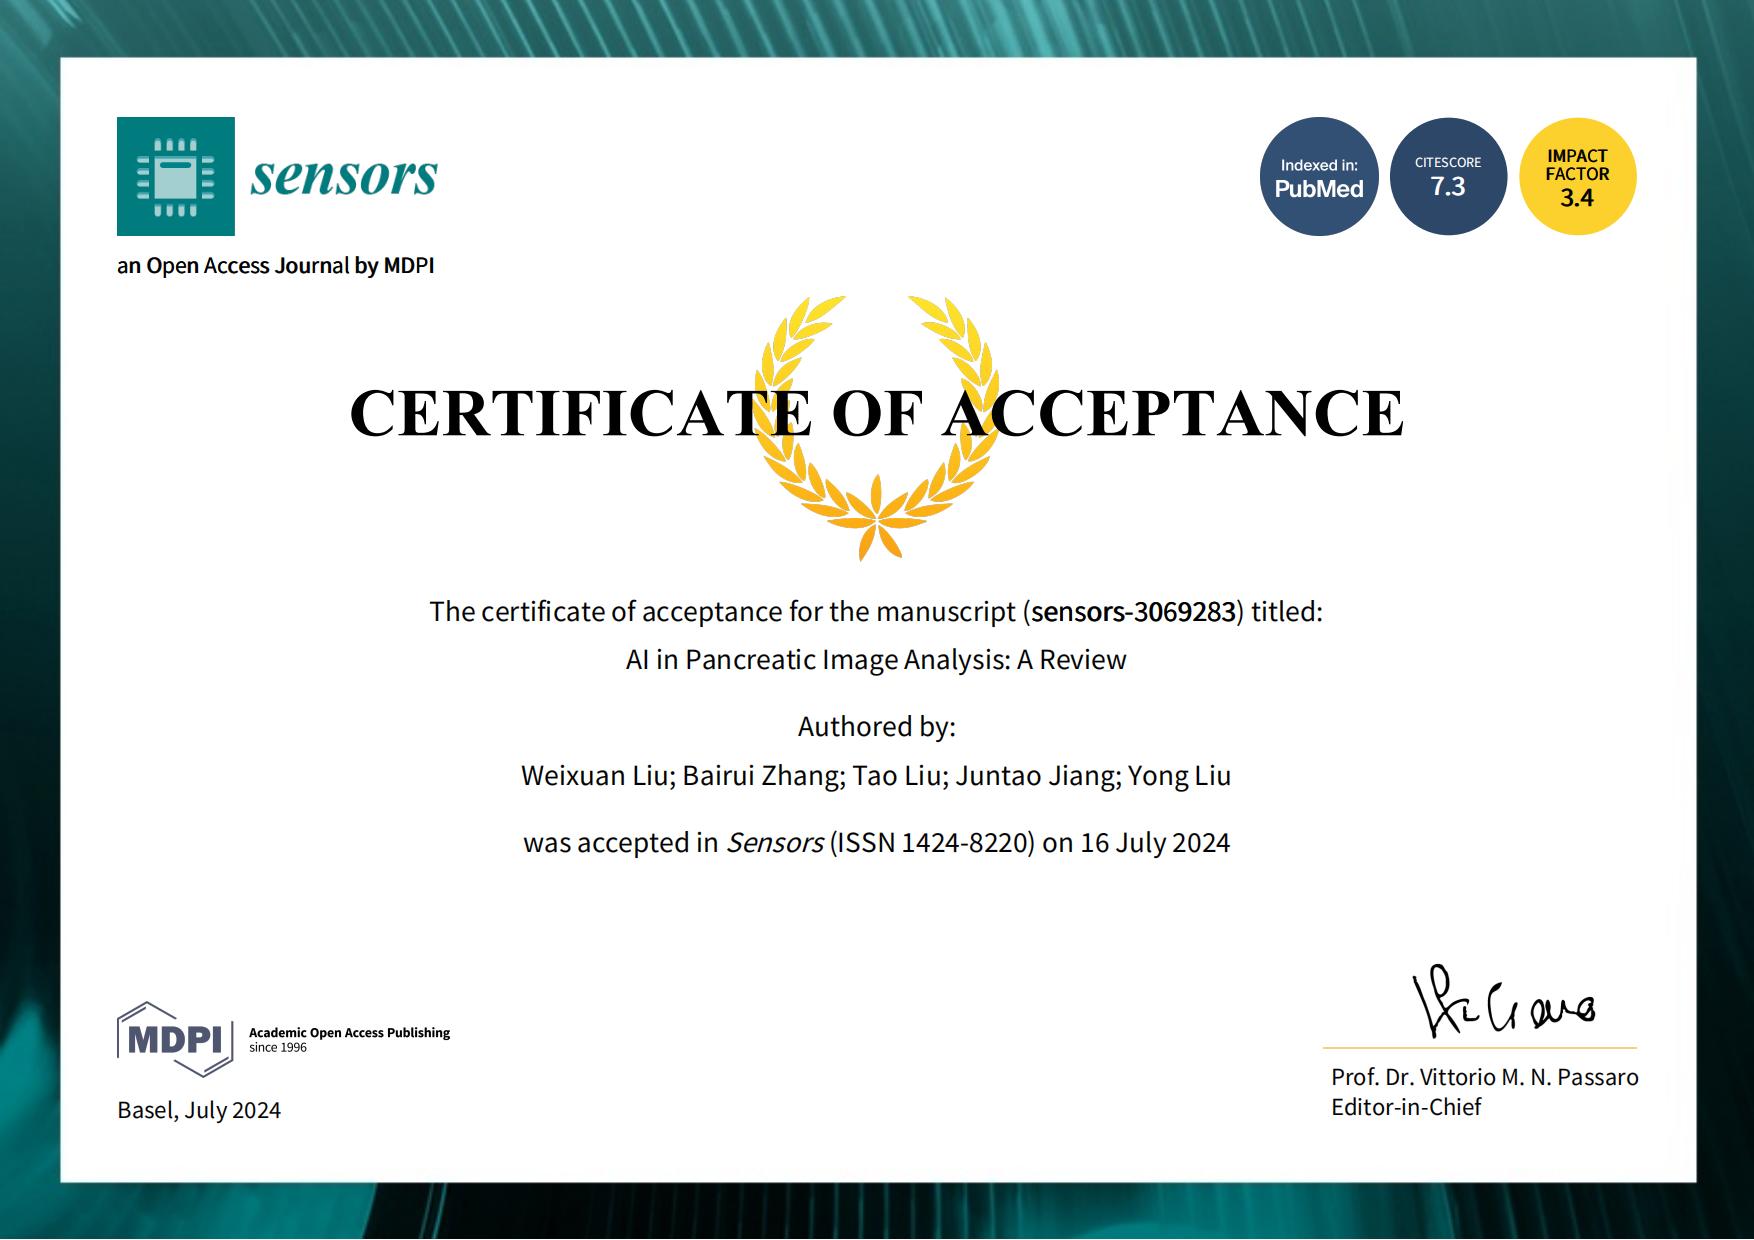 sensors
an Open Access Journal by MDPI
Indexed in:
PubMed
CITESCORE
7.3
IMPACT
FACTOR
3.4
CERTIFICATE OF ACCEPTANCE
The certificate of acceptance for the manuscript (sensors-3069283) titled:
AI in Pancreatic Image Analysis: A Review
Authored by:
Weixuan Liu; Bairui Zhang; Tao Liu; Juntao Jiang; Yong Liu
was accepted in Sensors (ISSN 1424-8220) on 16 July 2024
MDPI
Academic Open Access Publishing
since 1996
Basel, July 2024
Prof. Dr. Vittorio M. N. Passaro
Editor-in-Chief